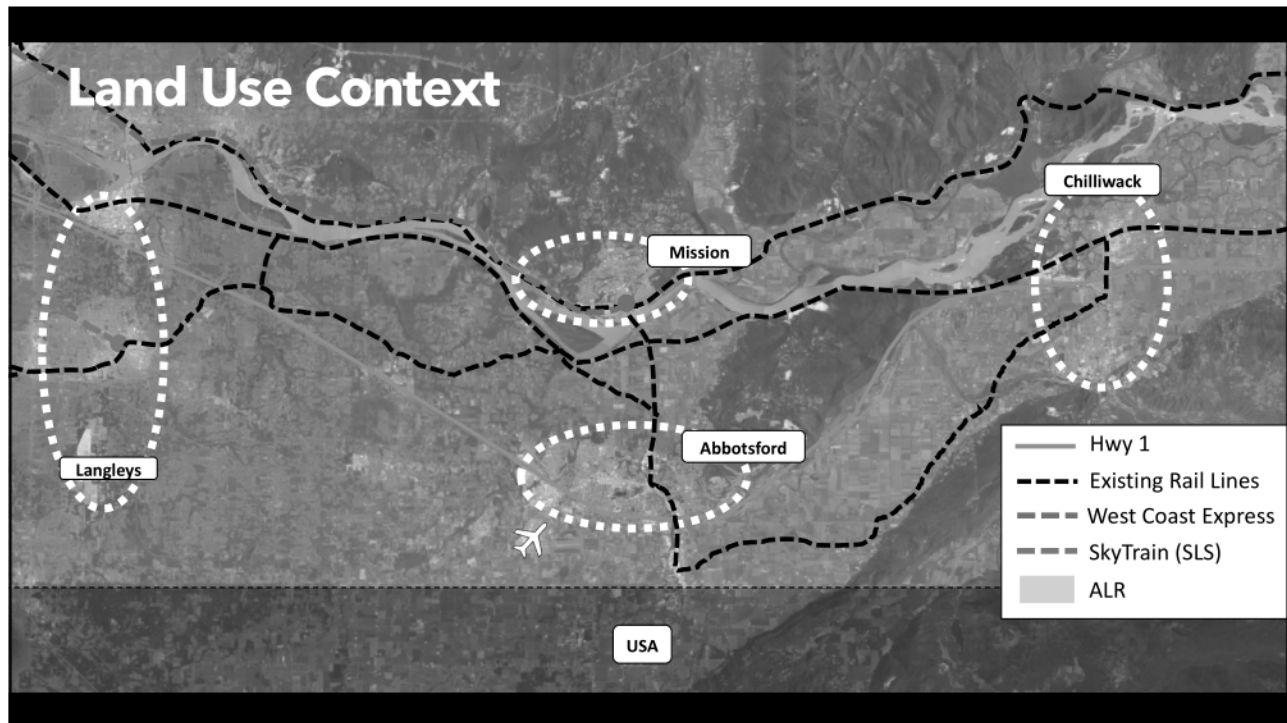 Land Use Context
Chilliwack
Mission
Abbotsford
Langleys
Hwy 1
Existing Rail Lines
West Coast Express
SkyTrain (SLS)
ALR
USA